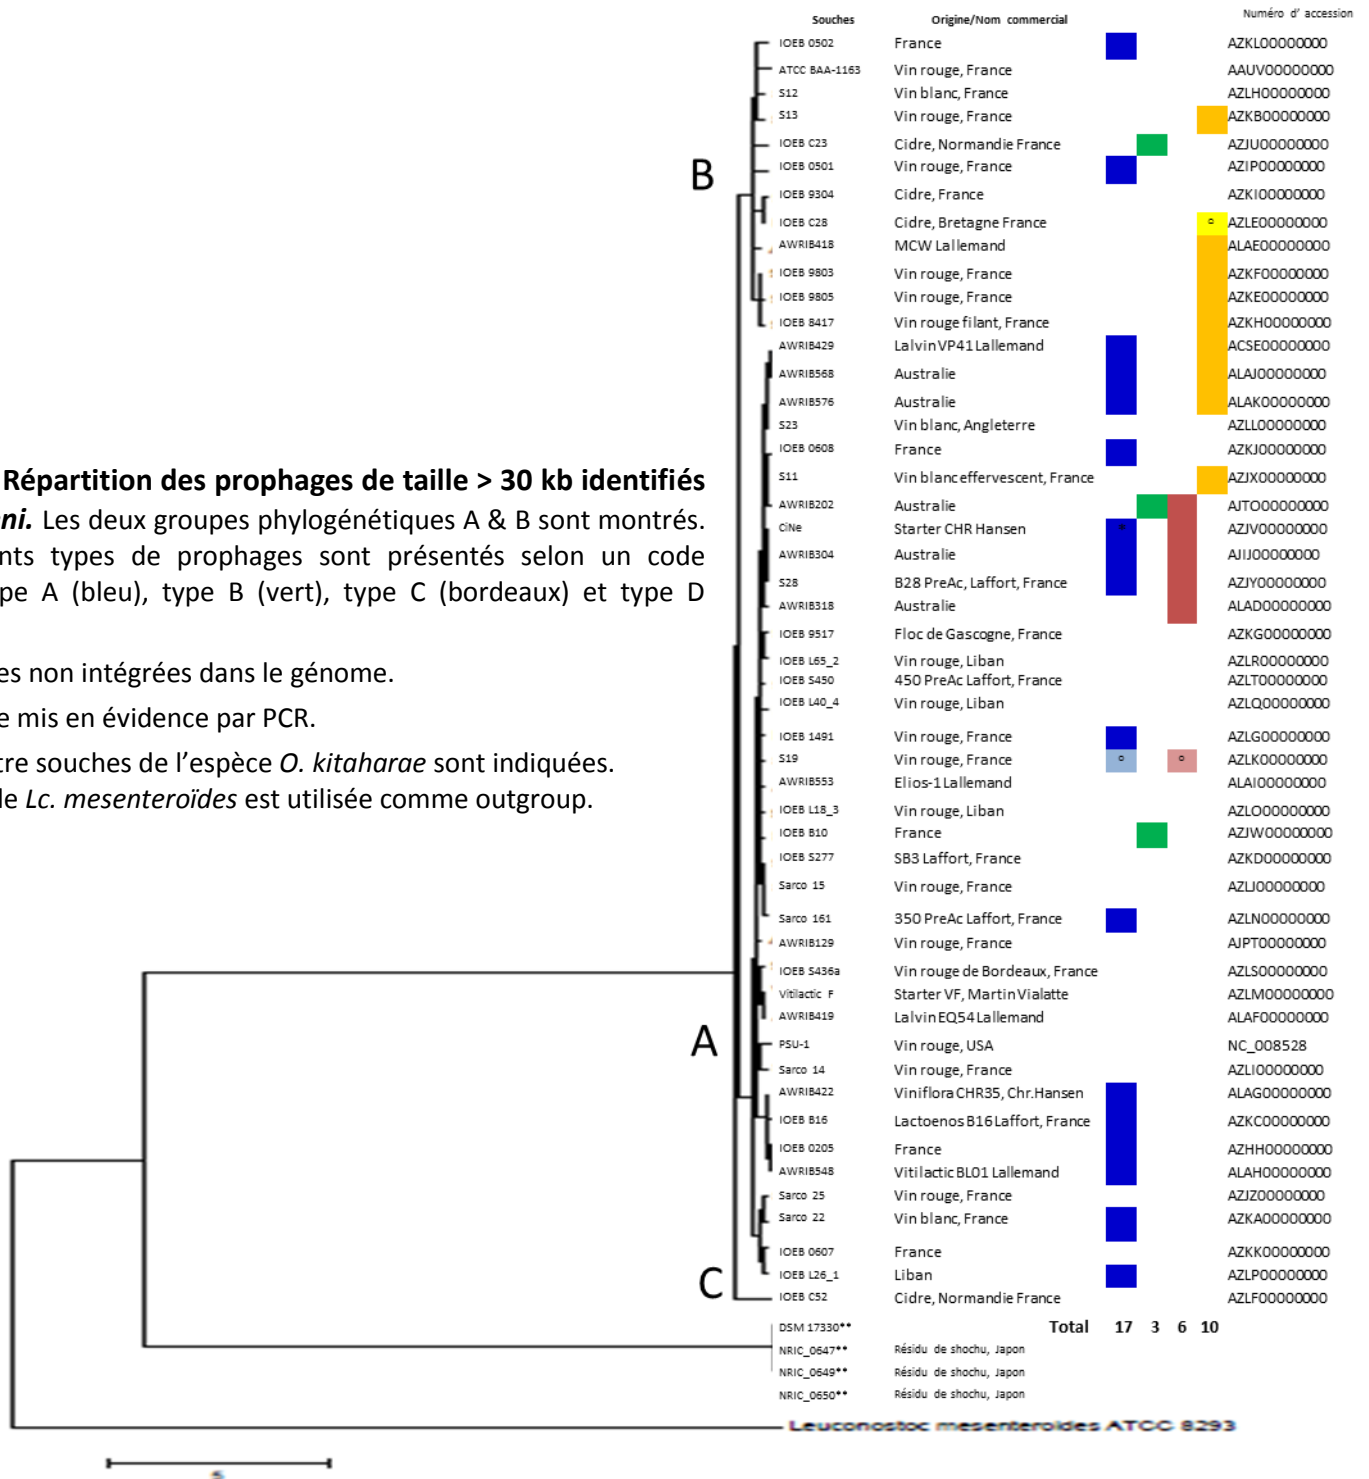 Souches Origine/Nom commercial Numéro d' accession
IOEB 0502 France AZKL00000000
ATCC BAA-1163 Vin rouge, France AAUV00000000
S12 Vin blanc, France AZLH00000000
S13 Vin rouge, France AZKB00000000
IOEB C23 Cidre, Normandie France AZJU00000000
B
IOEB 0501 Vin rouge, France AZIP00000000
IOEB 9304 Cidre, France AZKI00000000
IOEB C28 Cidre, Bretagne France ° AZLE00000000
AWRIB418 MCW Lallemand ALAE00000000
IOEB 9803 Vin rouge, France AZKF00000000
IOEB 9805 Vin rouge, France AZKE00000000
IOEB 8417 Vin rouge filant, France AZKH00000000
AWRIB429 Lalvin VP41 Lallemand ACSE00000000
AWRIB568 Australie ALAJ00000000
AWRIB576 Australie ALAK00000000
S23 Vin blanc, Angleterre AZLL00000000
IOEB 0608 France AZKJ00000000
S11 Vin blanc effervescent, France AZJX00000000
AWRIB202 Australie AJTO00000000
CiNe Starter CHR Hansen * AZJV00000000
AWRIB304 Australie AJIJ00000000
S28 B28 PreAc, Laffort, France AZJY00000000
AWRIB318 Australie ALAD00000000
IOEB 9517 Floc de Gascogne, France AZKG00000000
IOEB L65_2 Vin rouge, Liban AZLR00000000
IOEB S450 450 PreAc Laffort, France AZLT00000000
IOEB L40_4 Vin rouge, Liban AZLQ00000000
IOEB 1491 Vin rouge, France AZLG00000000
S19 Vin rouge, France ° ° AZLK00000000
AWRIB553 Elios-1 Lallemand ALAI00000000
IOEB L18_3 Vin rouge, Liban AZLO00000000
IOEB B10 France AZJW00000000
IOEB S277 SB3 Laffort, France AZKD00000000
Sarco 15 Vin rouge, France AZLJ00000000
Sarco 161 350 PreAc Laffort, France AZLN00000000
AWRIB129 Vin rouge, France AJPT00000000
IOEB S436a Vin rouge de Bordeaux, France AZLS00000000
Vitilactic F Starter VF, Martin Vialatte AZLM00000000
AWRIB419 Lalvin EQ54 Lallemand ALAF00000000
A
PSU-1 Vin rouge, USA NC_008528
Sarco 14 Vin rouge, France AZLI00000000
AWRIB422 Viniflora CHR35, Chr.Hansen ALAG00000000
IOEB B16 Lactoenos B16 Laffort, France AZKC00000000
IOEB 0205 France AZHH00000000
AWRIB548 Vitilactic BL01 Lallemand ALAH00000000
Sarco 25 Vin rouge, France AZJZ00000000
Sarco 22 Vin blanc, France AZKA00000000
IOEB 0607 France AZKK00000000
IOEB L26_1 Liban AZLP00000000
C
IOEB C52 Cidre, Normandie France AZLF00000000
DSM 17330** Total 17 3 6 10
NRIC_0647** Résidu de shochu, Japon
NRIC_0649** Résidu de shochu, Japon
NRIC_0650** Résidu de shochu, Japon
Leuconostoc mesenteroides ATCC 8293
5
Répartition des prophages de taille > 30 kb identifiés
ni. Les deux groupes phylogénétiques A & B sont montrés.
nts types de prophages sont présentés selon un code
pe A (bleu), type B (vert), type C (bordeaux) et type D
es non intégrées dans le génome.
e mis en évidence par PCR.
tre souches de l'espèce O. kitaharae sont indiquées.
de Lc. mesenteroïdes est utilisée comme outgroup.